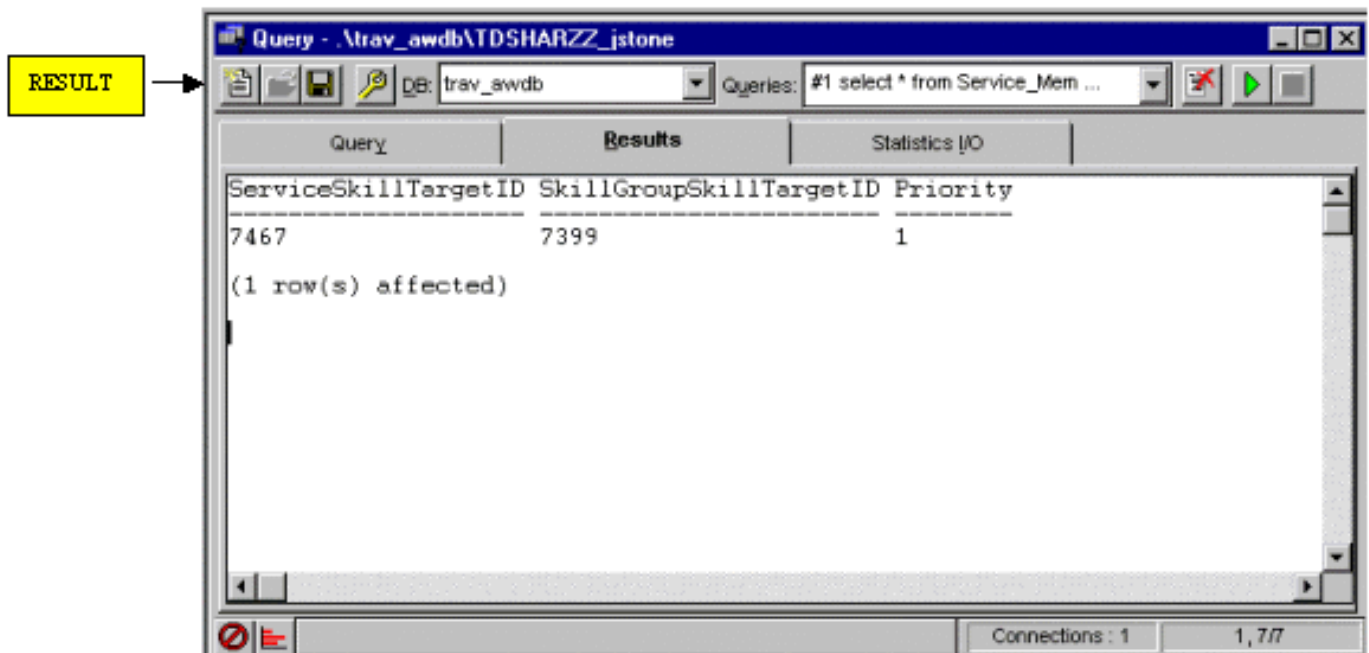 Query - .\trav_awdb\TDSHARZZ_jstone
RESULT
DB: trav_awdb Queries: #1 select * from Service_Mem ...
Query Results Statistics I/O
ServiceSkillTargetID SkillGroupSkillTargetID Priority
-------------------- ----------------------- --------
7467 7399 1
(1 row(s) affected)
Connections : 1 1, 7/7